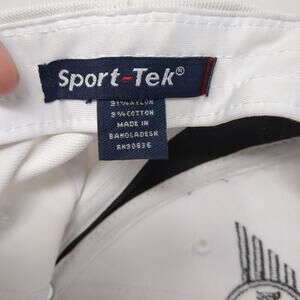 Sport-Tek®
91% NYLON
9% COTTON
MADE IN
BANGLADESH
RN90836